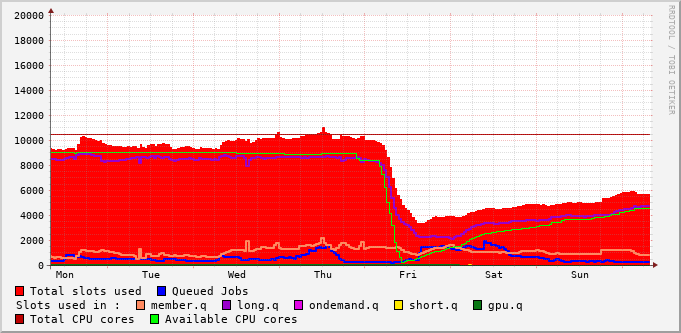 20000
18000
16000
14000
12000
10000
8000
6000
4000
2000
0
Mon Tue Wed Thu Fri Sat Sun
RRDTOOL / TOBI OETIKER
Total slots used Queued Jobs
Slots used in : member.q long.q ondemand.q short.q gpu.q
Total CPU cores Available CPU cores